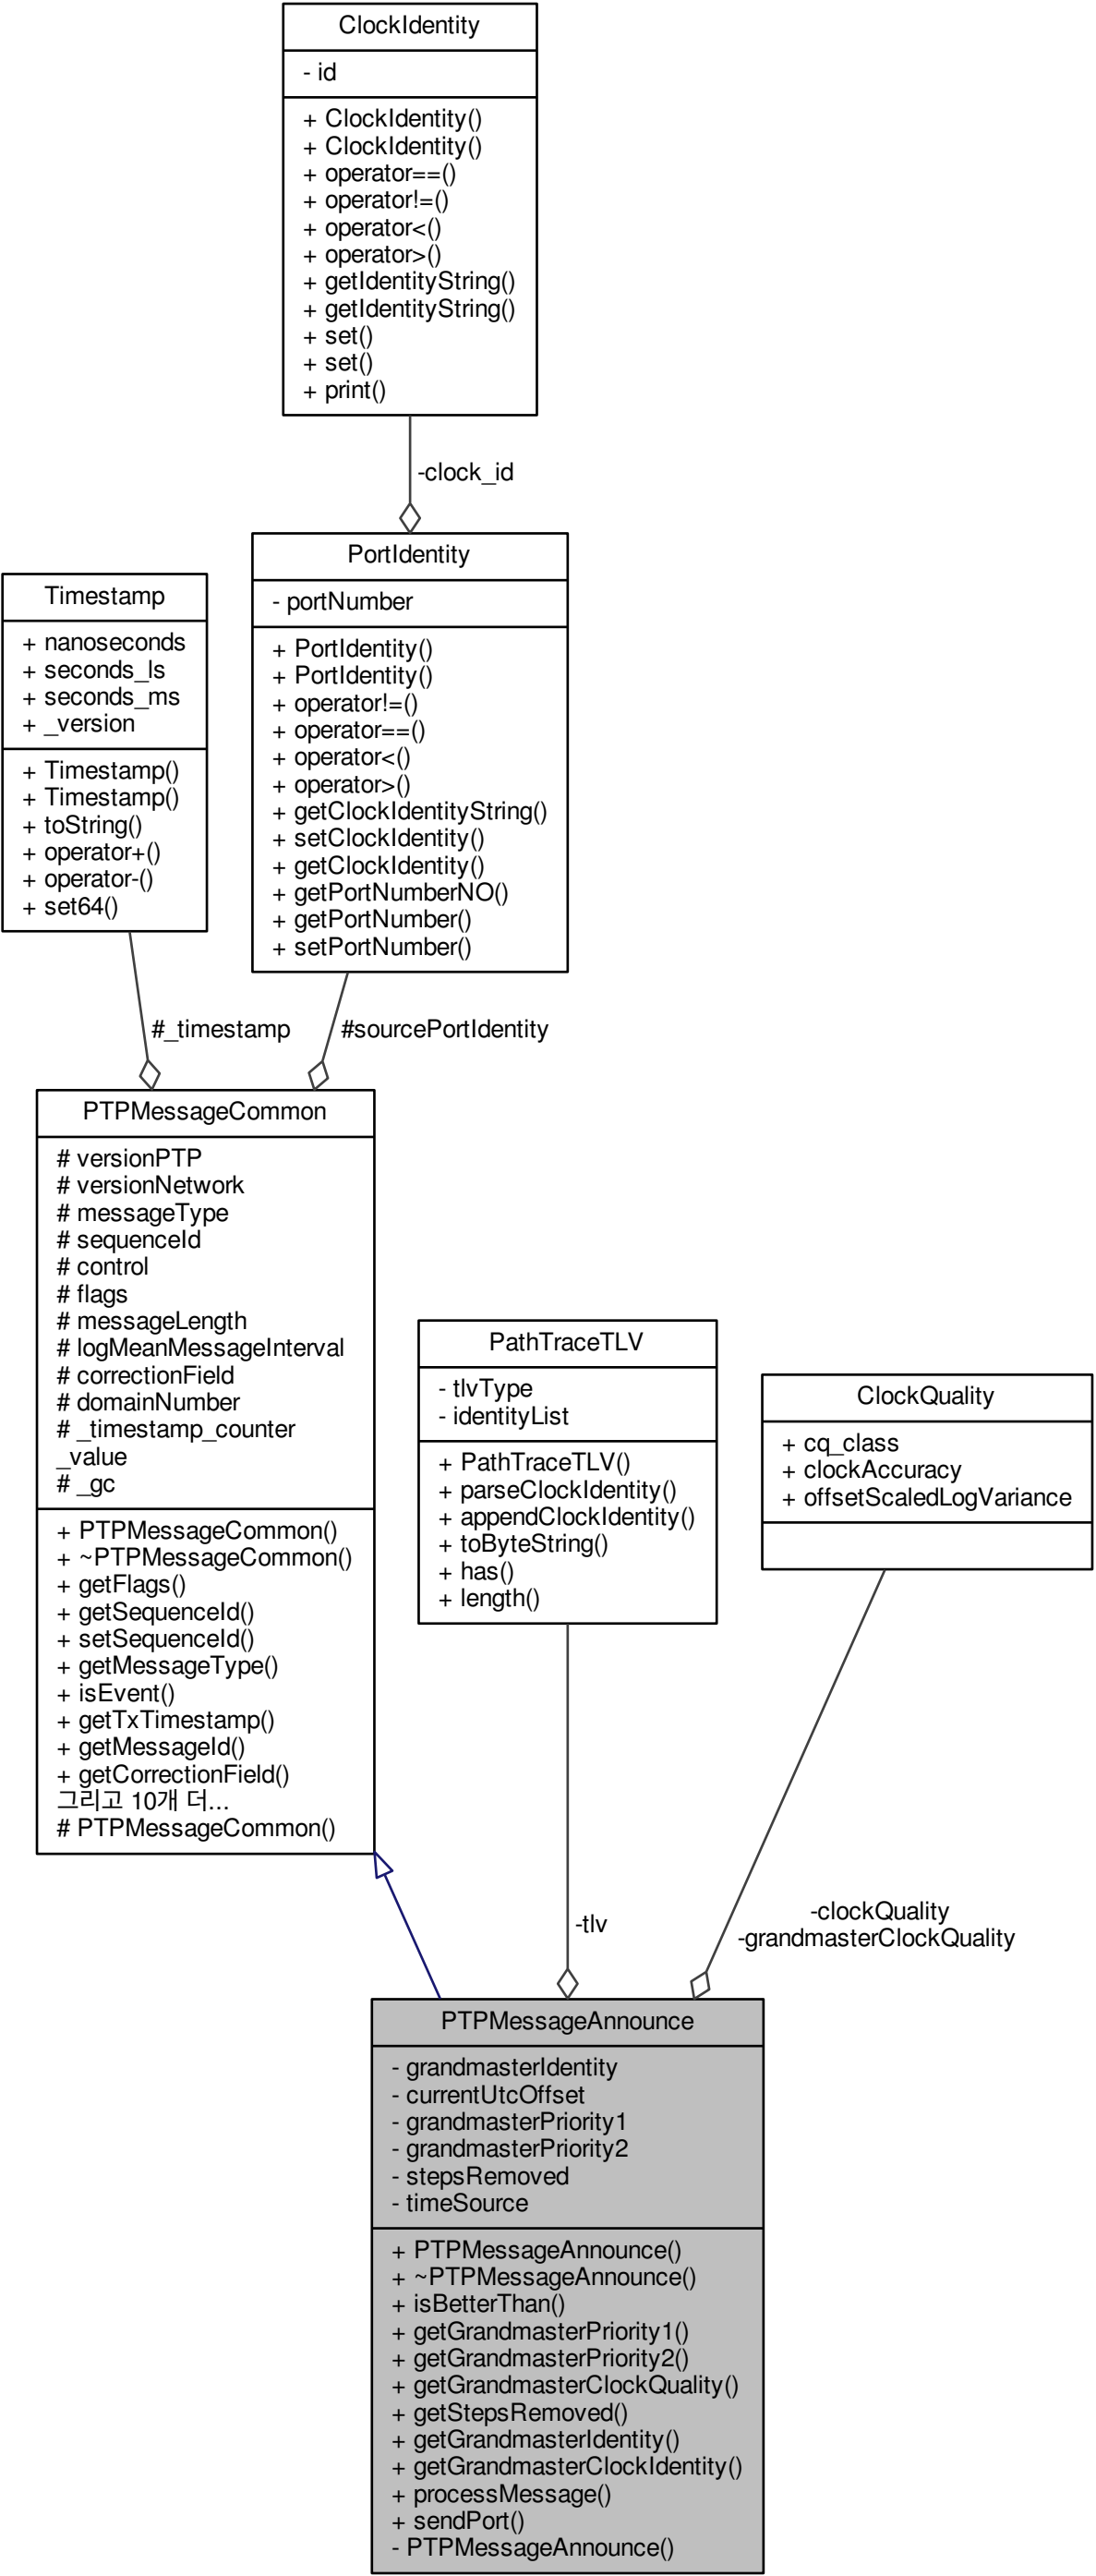 ClockIdentity
- id
+ ClockIdentity()
+ ClockIdentity()
+ operator==()
+ operator!=()
+ operator<()
+ operator>()
+ getIdentityString()
+ getIdentityString()
+ set()
+ set()
+ print()
-clock_id
PortIdentity
- portNumber
+ PortIdentity()
+ PortIdentity()
+ operator!=()
+ operator==()
+ operator<()
+ operator>()
+ getClockIdentityString()
+ setClockIdentity()
+ getClockIdentity()
+ getPortNumberNO()
+ getPortNumber()
+ setPortNumber()
Timestamp
+ nanoseconds
+ seconds_ls
+ seconds_ms
+ _version
+ Timestamp()
+ Timestamp()
+ toString()
+ operator+()
+ operator-()
+ set64()
#_timestamp
#sourcePortIdentity
PTPMessageCommon
# versionPTP
# versionNetwork
# messageType
# sequenceId
# control
# flags
# messageLength
# logMeanMessageInterval
# correctionField
# domainNumber
# _timestamp_counter
_value
# _gc
+ PTPMessageCommon()
+ ~PTPMessageCommon()
+ getFlags()
+ getSequenceId()
+ setSequenceId()
+ getMessageType()
+ isEvent()
+ getTxTimestamp()
+ getMessageId()
+ getCorrectionField()
그리고 10개 더...
# PTPMessageCommon()
PathTraceTLV
- tlvType
- identityList
+ PathTraceTLV()
+ parseClockIdentity()
+ appendClockIdentity()
+ toByteString()
+ has()
+ length()
ClockQuality
+ cq_class
+ clockAccuracy
+ offsetScaledLogVariance
-tlv
-clockQuality
-grandmasterClockQuality
PTPMessageAnnounce
- grandmasterIdentity
- currentUtcOffset
- grandmasterPriority1
- grandmasterPriority2
- stepsRemoved
- timeSource
+ PTPMessageAnnounce()
+ ~PTPMessageAnnounce()
+ isBetterThan()
+ getGrandmasterPriority1()
+ getGrandmasterPriority2()
+ getGrandmasterClockQuality()
+ getStepsRemoved()
+ getGrandmasterIdentity()
+ getGrandmasterClockIdentity()
+ processMessage()
+ sendPort()
- PTPMessageAnnounce()